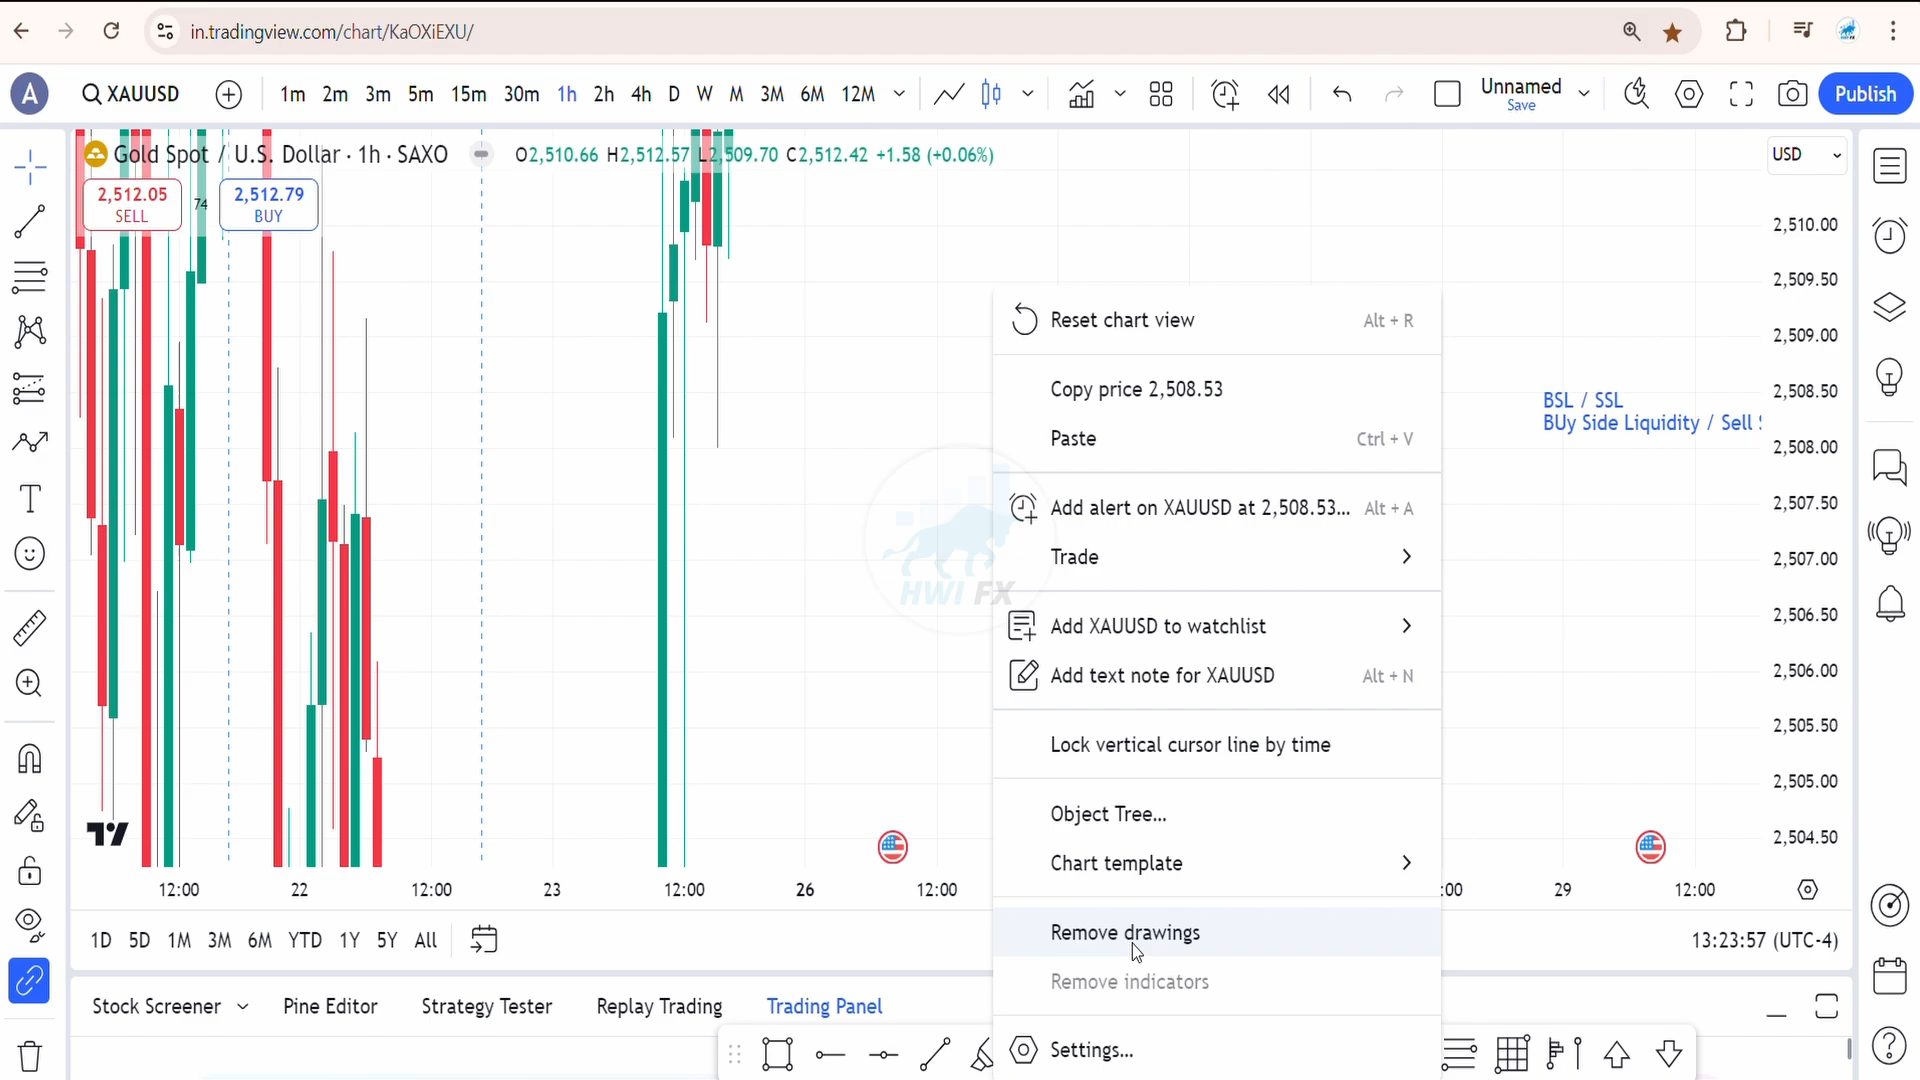 in.tradingview.com/chart/KaOXiEXU/
A
XAUUSD
1m 2m 3m 5m 15m 30m 1h 2h 4h D W M 3M 6M 12M
Unnamed
Save
Publish
Gold Spot / U.S. Dollar · 1h · SAXO
O2,510.66 H2,512.57 L2,509.70 C2,512.42 +1.58 (+0.06%)
USD
2,512.05
SELL
74
2,512.79
BUY
2,510.00
2,509.50
2,509.00
2,508.50
2,508.00
2,507.50
2,507.00
2,506.50
2,506.00
2,505.50
2,505.00
2,504.50
BSL / SSL
BUy Side Liquidity / Sell
HWI FX
Reset chart view Alt + R
Copy price 2,508.53
Paste Ctrl + V
Add alert on XAUUSD at 2,508.53... Alt + A
Trade
Add XAUUSD to watchlist
Add text note for XAUUSD Alt + N
Lock vertical cursor line by time
Object Tree...
Chart template
Remove drawings
Remove indicators
Settings...
12:00 22 12:00 23 12:00 26 12:00 :00 29 12:00
1D 5D 1M 3M 6M YTD 1Y 5Y All
13:23:57 (UTC-4)
Stock Screener Pine Editor Strategy Tester Replay Trading Trading Panel